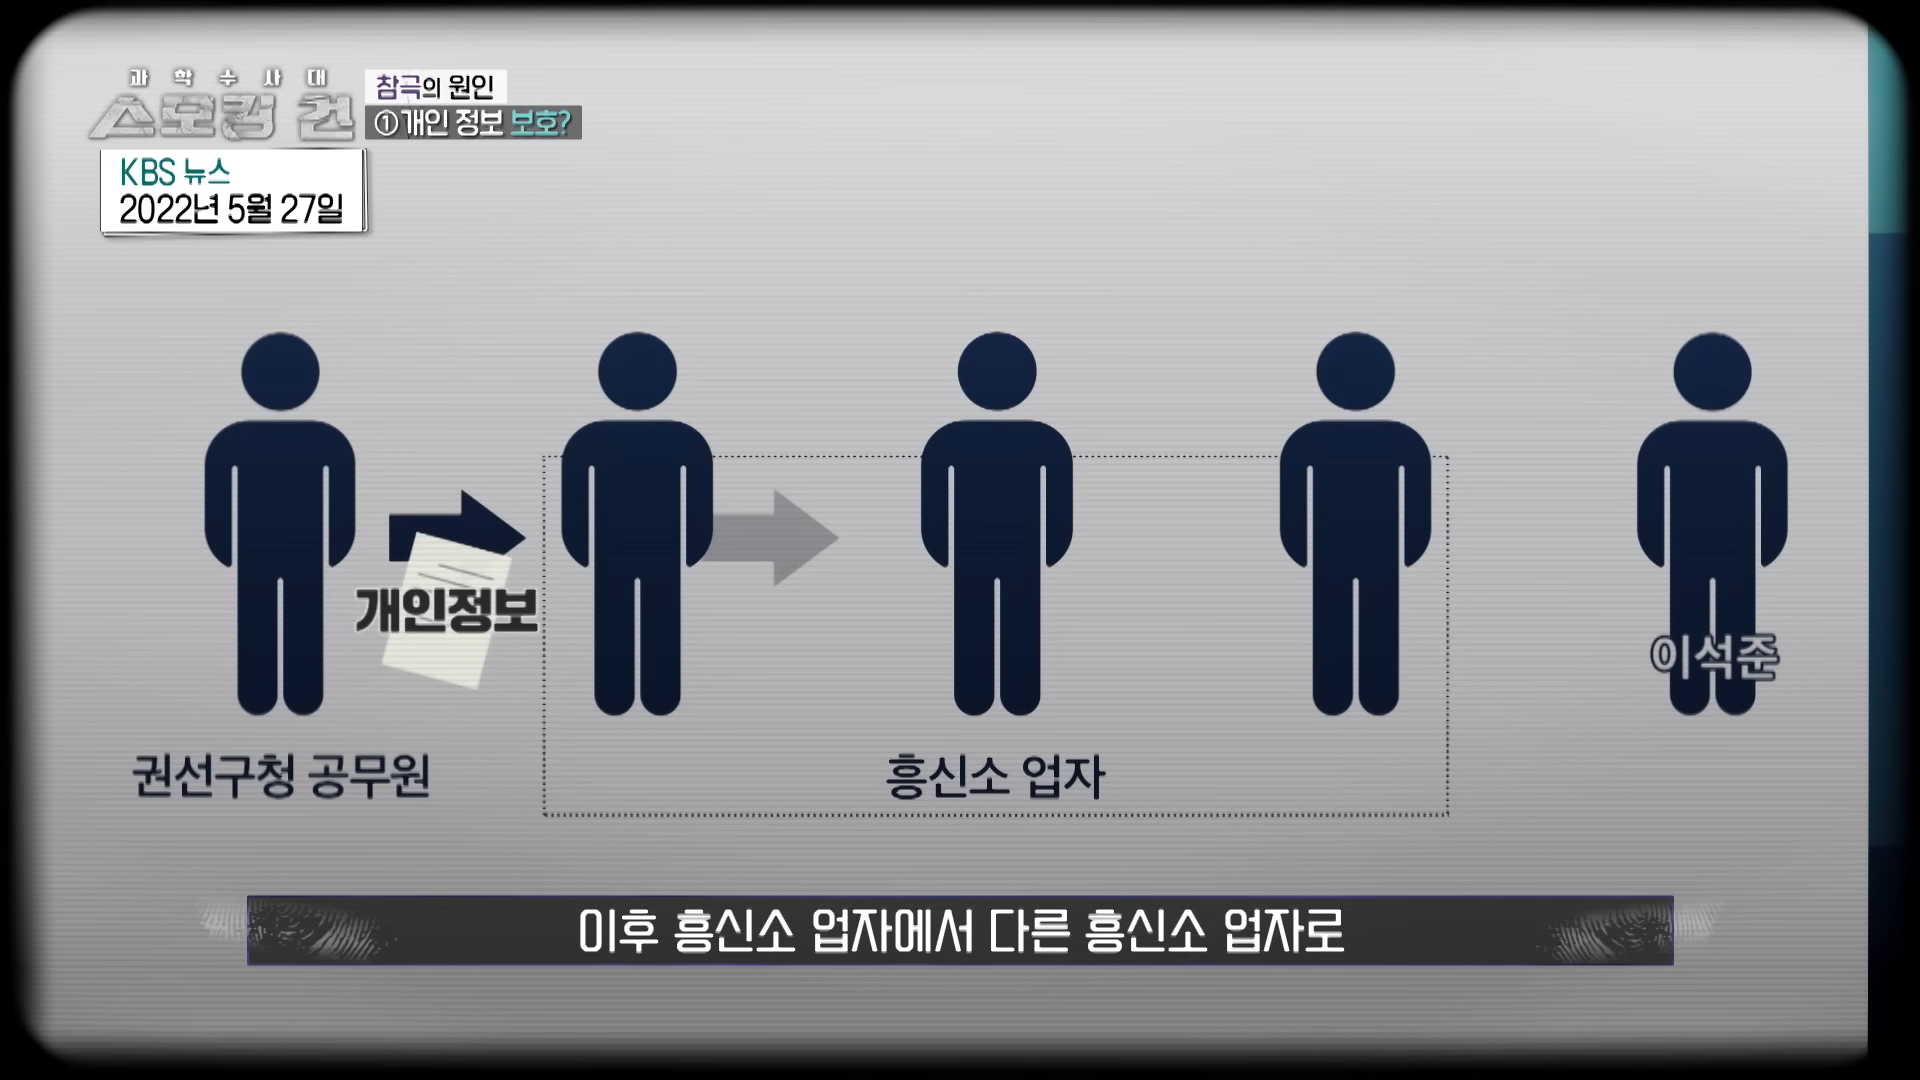 과학수사대
스모킹 건
참극의 원인
①개인 정보 보호?
KBS 뉴스
2022년 5월 27일
개인정보
이석준
권선구청 공무원
흥신소 업자
이후 흥신소 업자에서 다른 흥신소 업자로